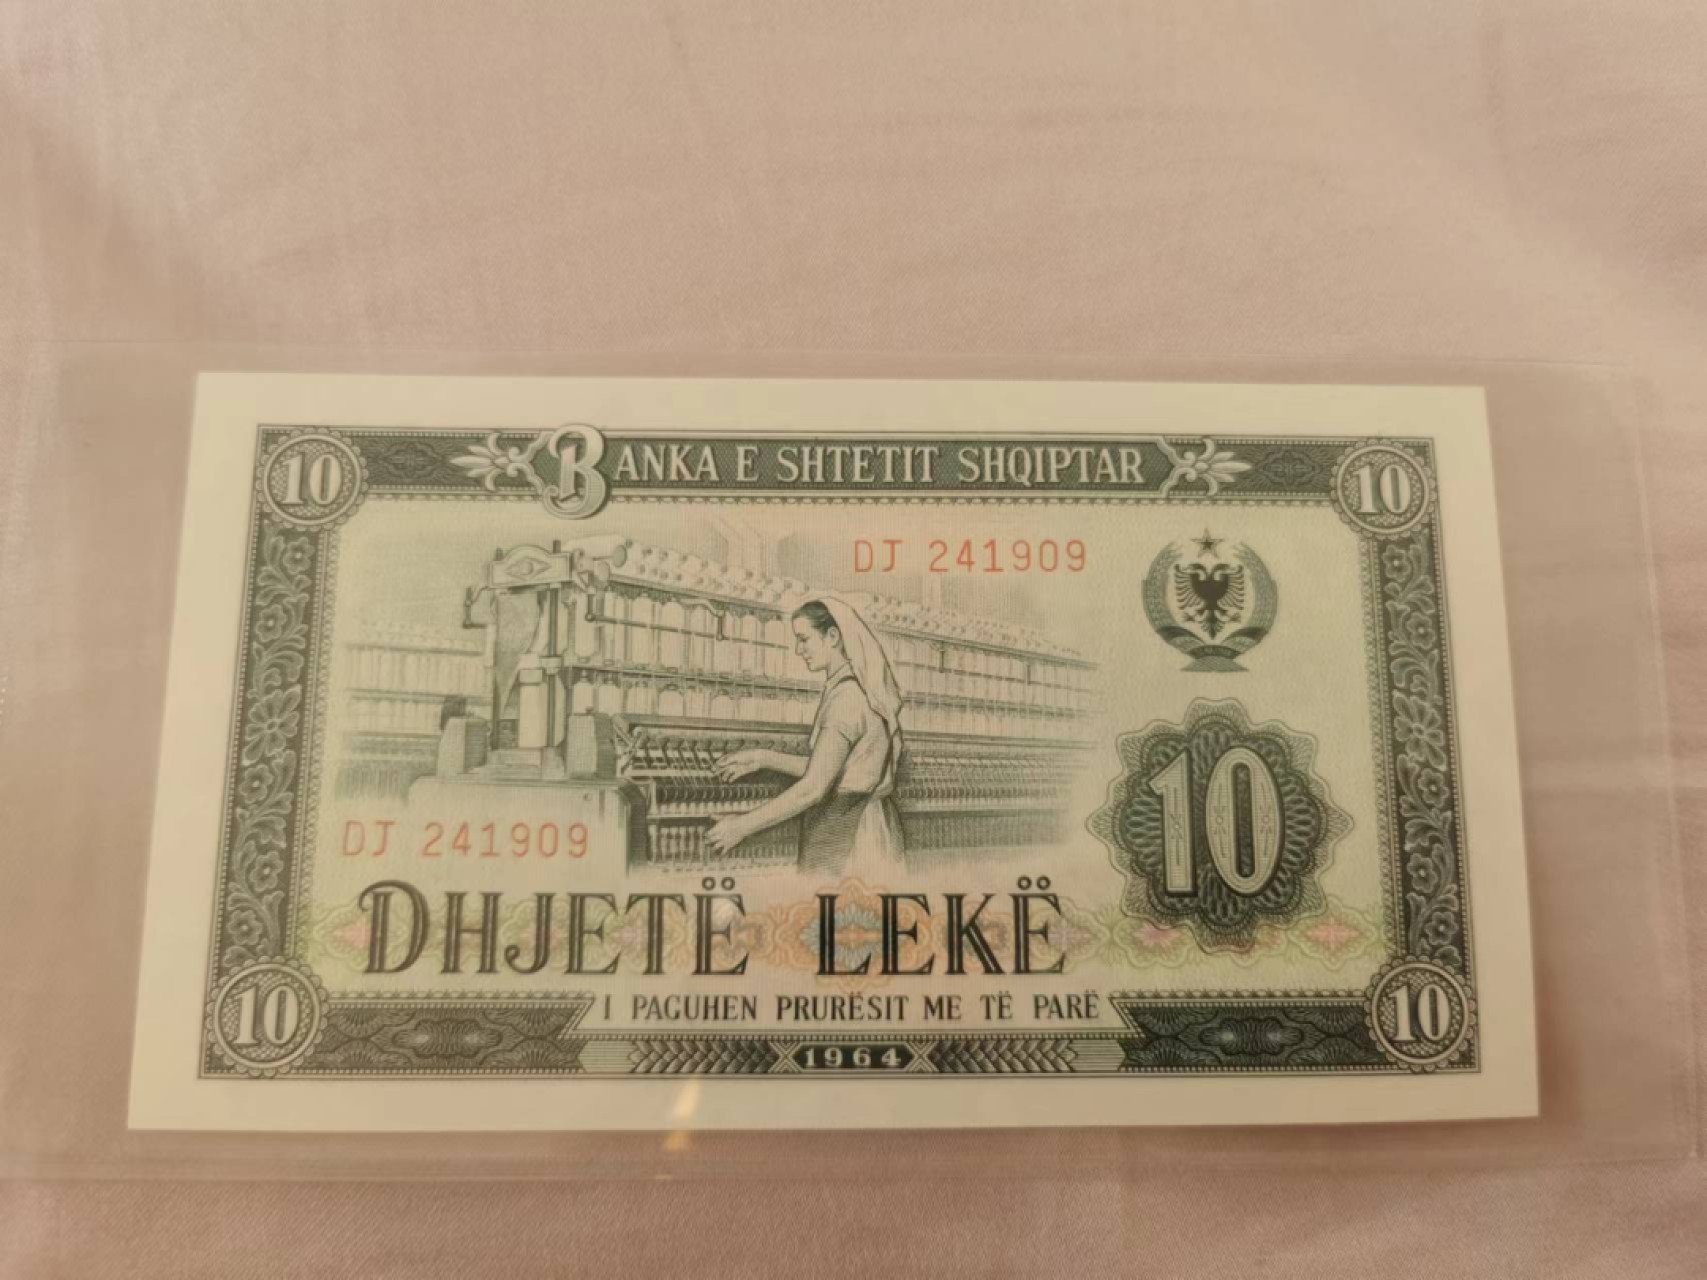 10 BANKA E SHTETIT SHQIPTAR 10
DJ 241909
10
DJ 241909
DHJETË LEKË
10 I PAGUHEN PRURËSIT ME TË PARË 10
1964